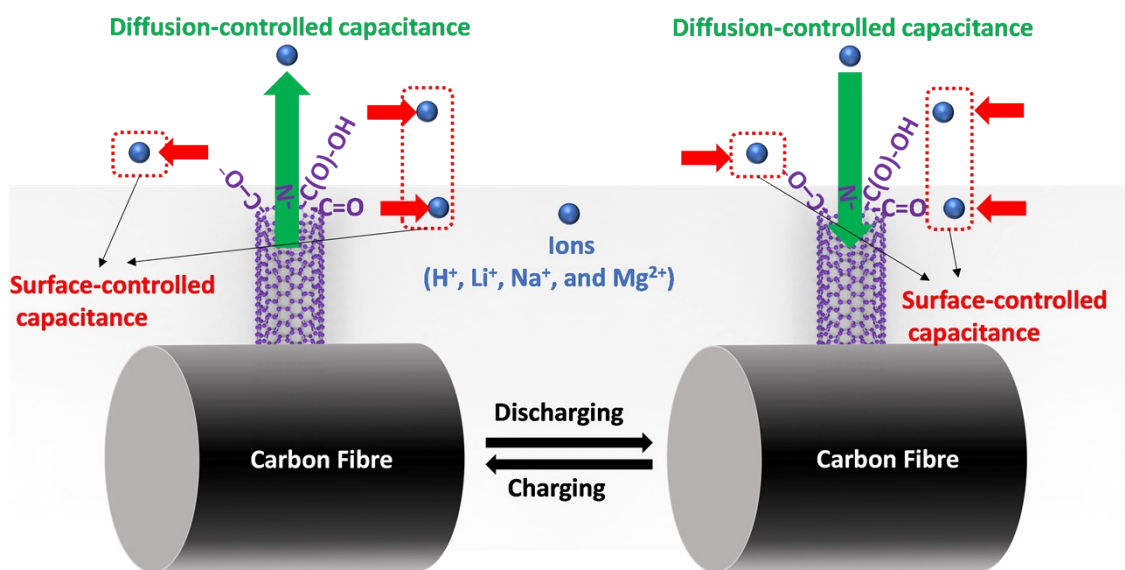 Diffusion-controlled capacitance
-C-O-
N-
-C(O)-OH
-C=O
Surface-controlled
capacitance
Carbon Fibre
Ions
(H⁺, Li⁺, Na⁺, and Mg²⁺)
Discharging
Charging
Diffusion-controlled capacitance
-C-O-
N-
-C(O)-OH
-C=O
Surface-controlled
capacitance
Carbon Fibre